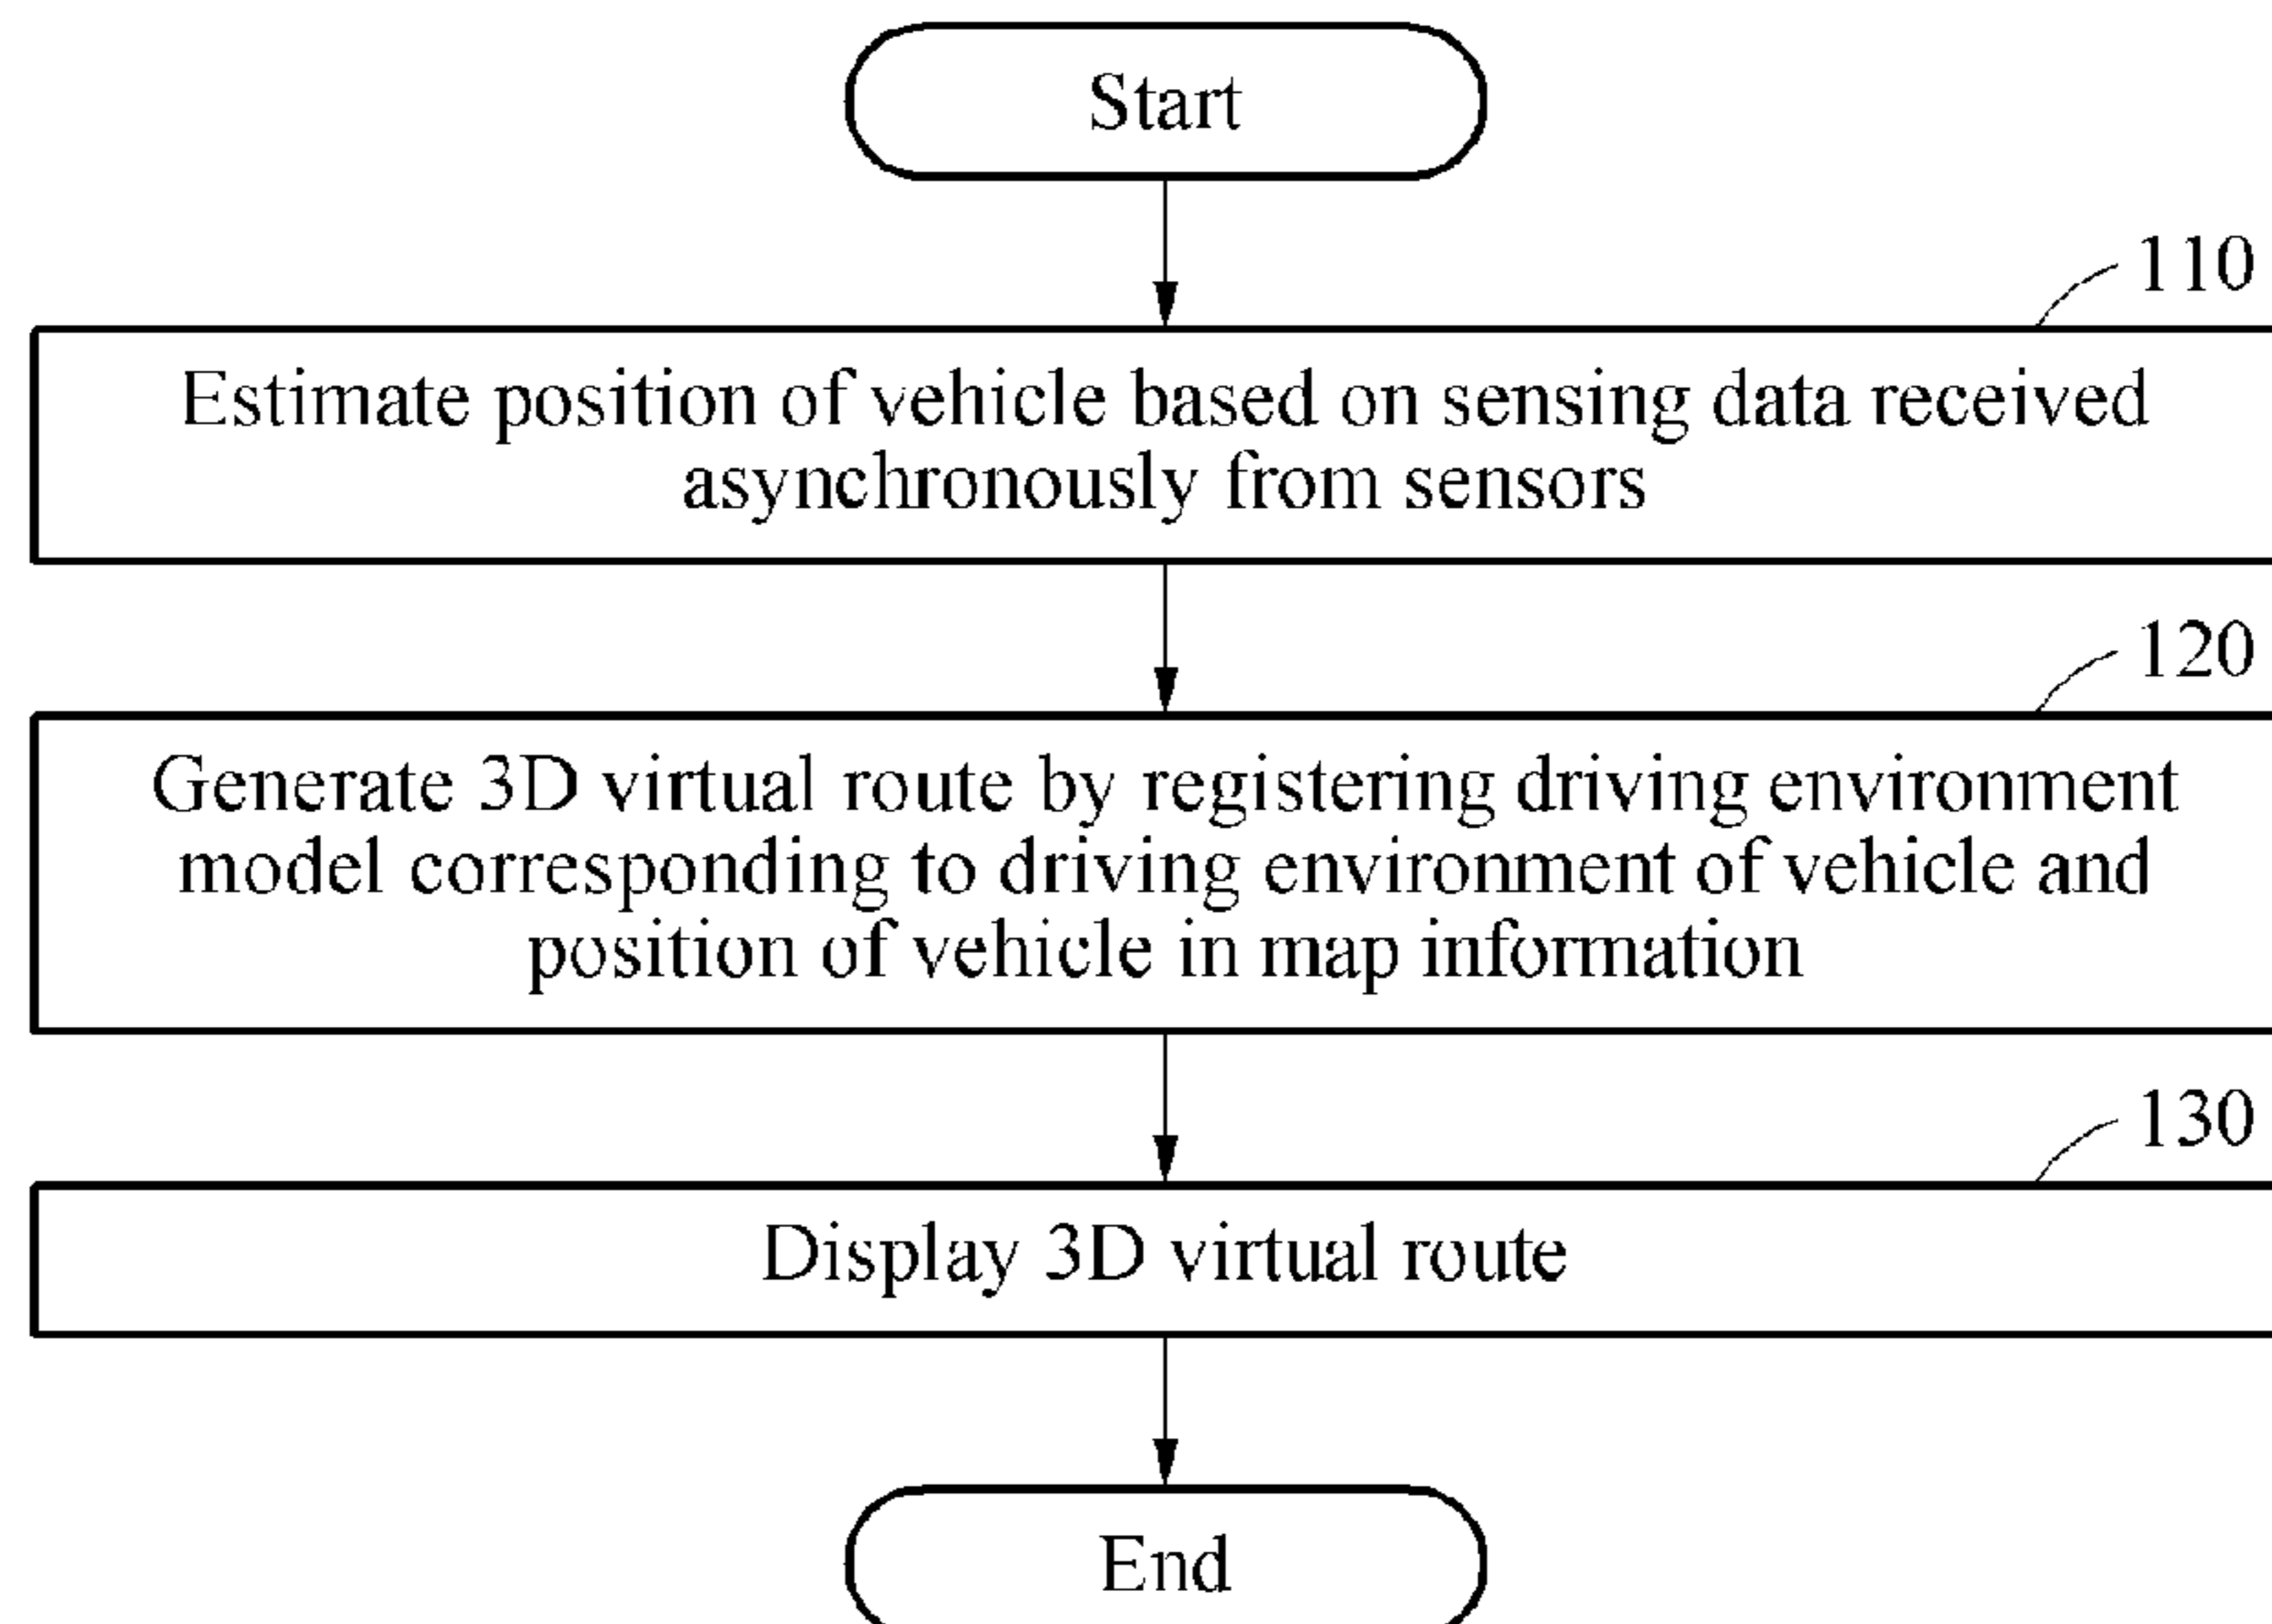 Start
110
Estimate position of vehicle based on sensing data received
asynchronously from sensors
120
Generate 3D virtual route by registering driving environment
model corresponding to driving environment of vehicle and
position of vehicle in map information
130
Display 3D virtual route
End